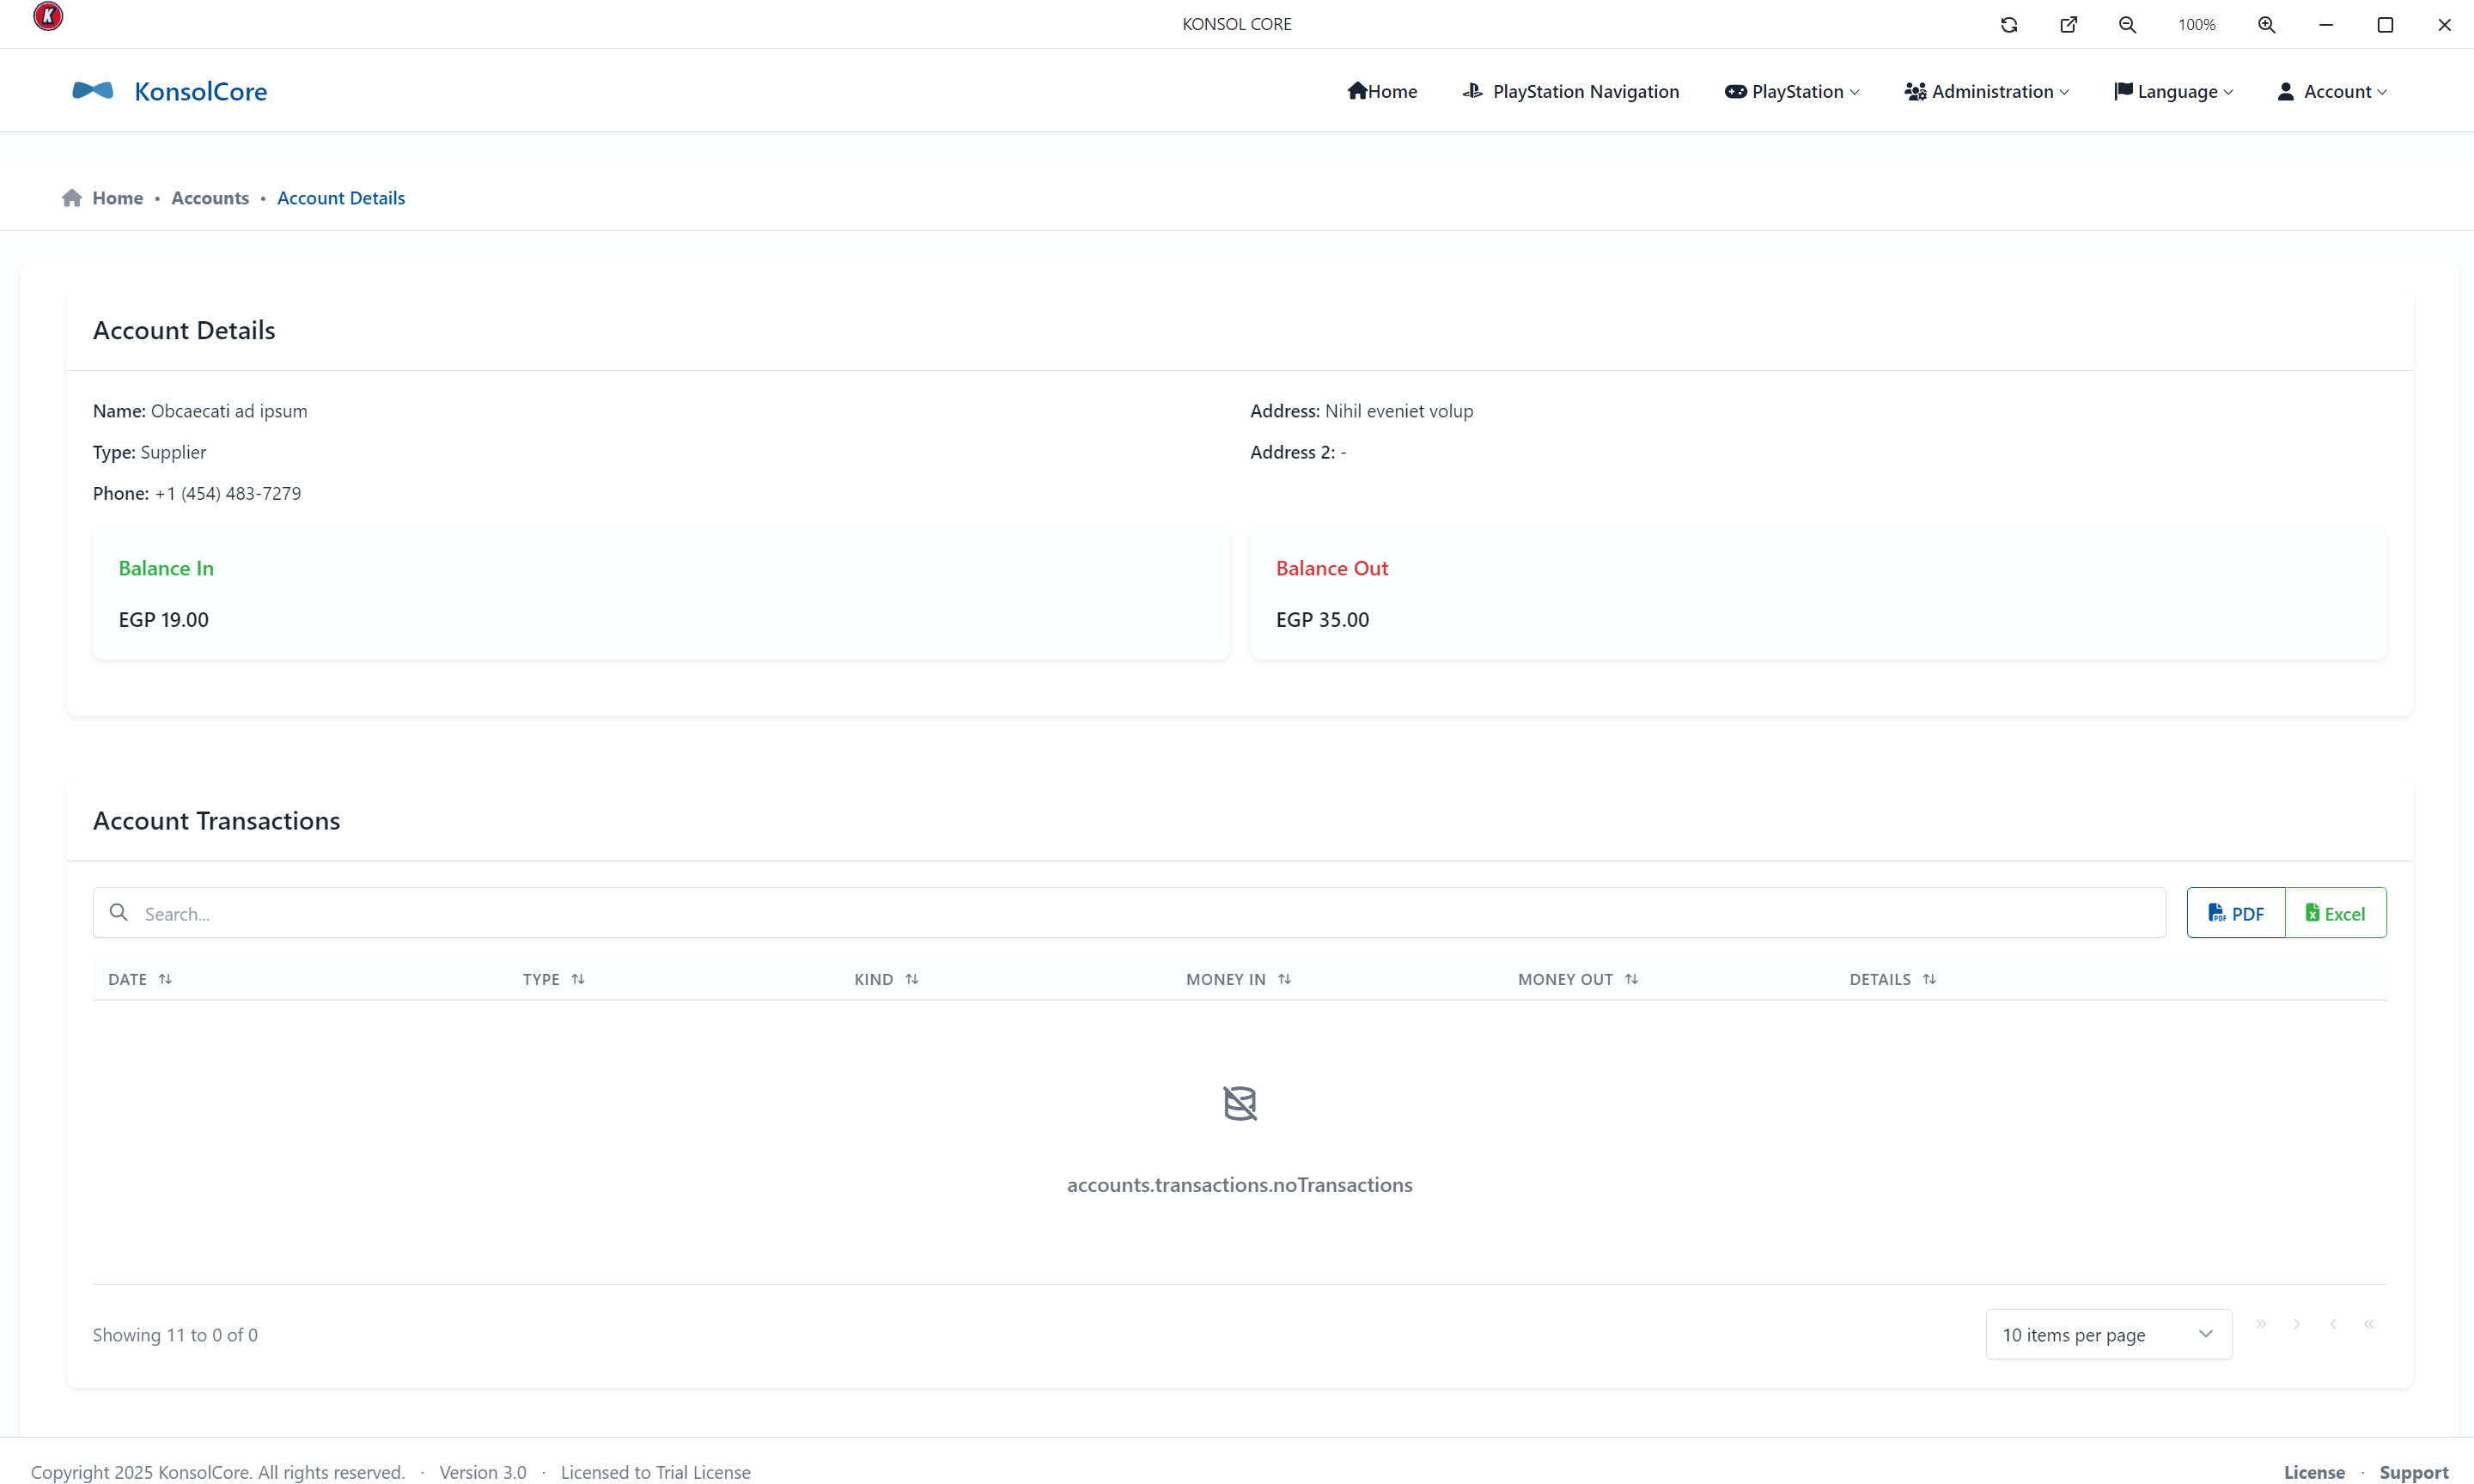 KONSOL CORE
100%
KonsolCore
Home
PlayStation Navigation
PlayStation
Administration
Language
Account
Home • Accounts • Account Details
Account Details
Name: Obcaecati ad ipsum
Address: Nihil eveniet volup
Type: Supplier
Address 2: -
Phone: +1 (454) 483-7279
Balance In
EGP 19.00
Balance Out
EGP 35.00
Account Transactions
Search...
PDF
Excel
DATE
TYPE
KIND
MONEY IN
MONEY OUT
DETAILS
accounts.transactions.noTransactions
Showing 11 to 0 of 0
10 items per page
Copyright 2025 KonsolCore. All rights reserved. · Version 3.0 · Licensed to Trial License
License · Support